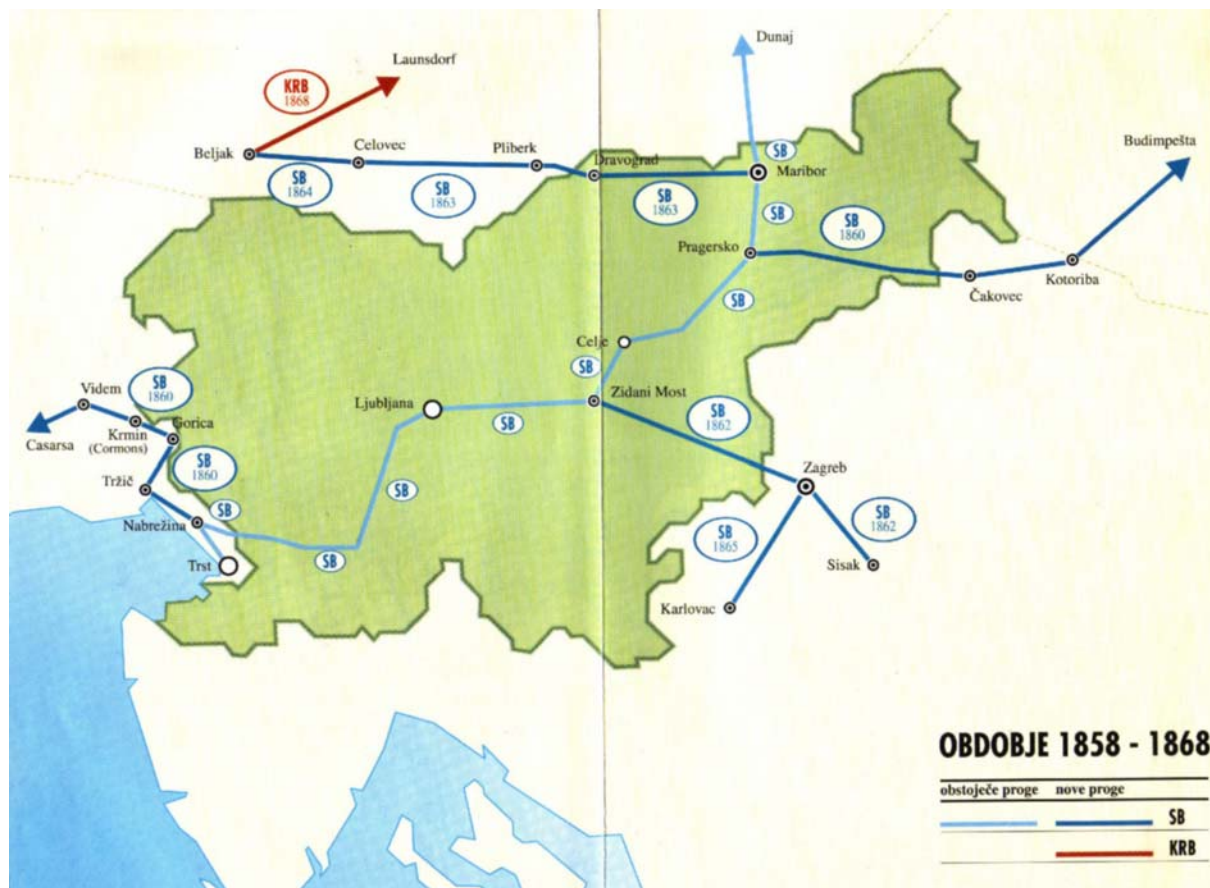 Dunaj
Launsdorf
KRB
1868
Budimpešta
Beljak
Celovec
Pliberk
Dravograd
SB
Maribor
SB
1864
SB
1863
SB
1863
SB
SB
1860
Pragersko
Čakovec
Kotoriba
SB
Celje
SB
Videm
SB
1860
Ljubljana
Zidani Most
SB
SB
1862
Casarsa
Krmin
(Cormons)
Gorica
SB
1860
Zagreb
Tržič
SB
SB
Nabrežina
SB
1865
SB
1862
SB
Trst
Sisak
Karlovac
OBDOBJE 1858 - 1868
obstoječe proge nove proge
SB
KRB